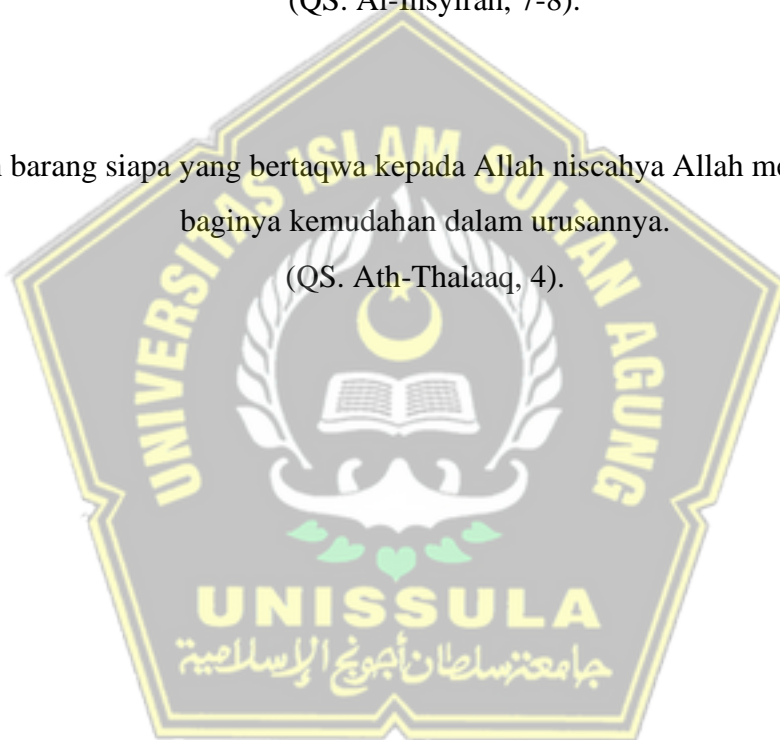 (QS. Al-Insyirah, 7-8).
n barang siapa yang bertaqwa kepada Allah niscahya Allah me
baginya kemudahan dalam urusannya.
(QS. Ath-Thalaaq, 4).
UNIVERSITAS ISLAM SULTAN AGUNG
UNISSULA
جامعة سلطان أجونج الإسلامية